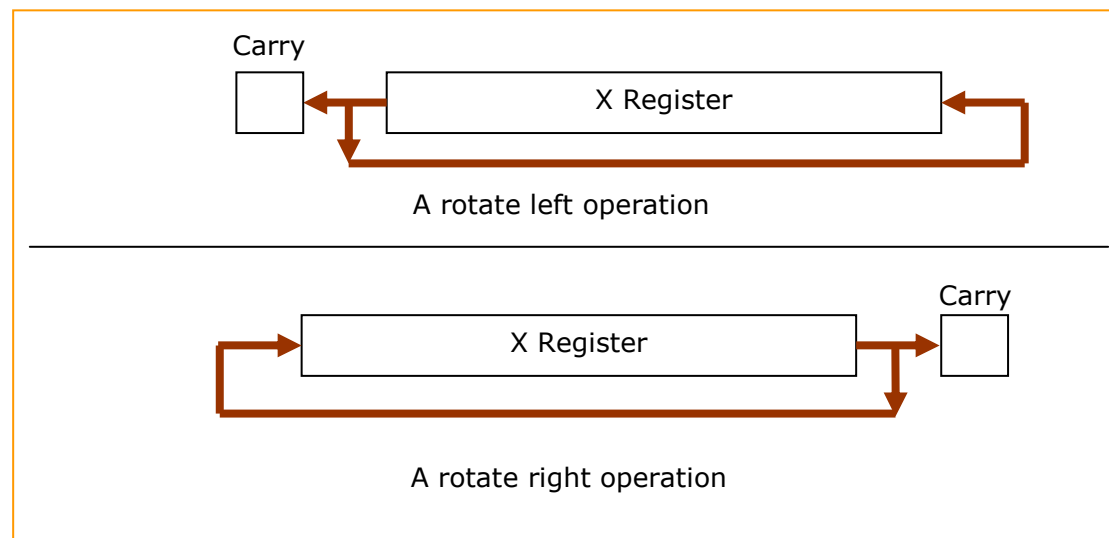 Carry
X Register
A rotate left operation
Carry
X Register
A rotate right operation